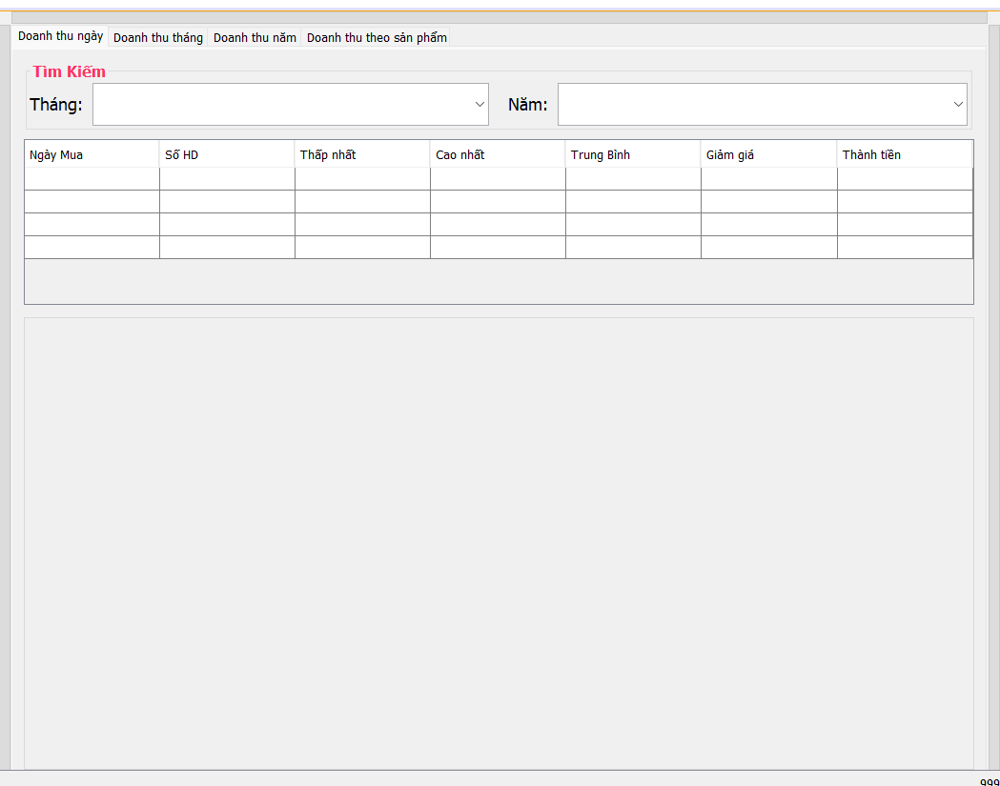 Doanh thu ngày Doanh thu tháng Doanh thu năm Doanh thu theo sản phẩm
Tìm Kiếm
Tháng: Năm:
Ngày Mua Số HD Thấp nhất Cao nhất Trung Bình Giảm giá Thành tiền
999